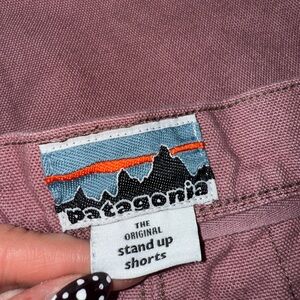 patagonia
THE
ORIGINAL
stand up
shorts